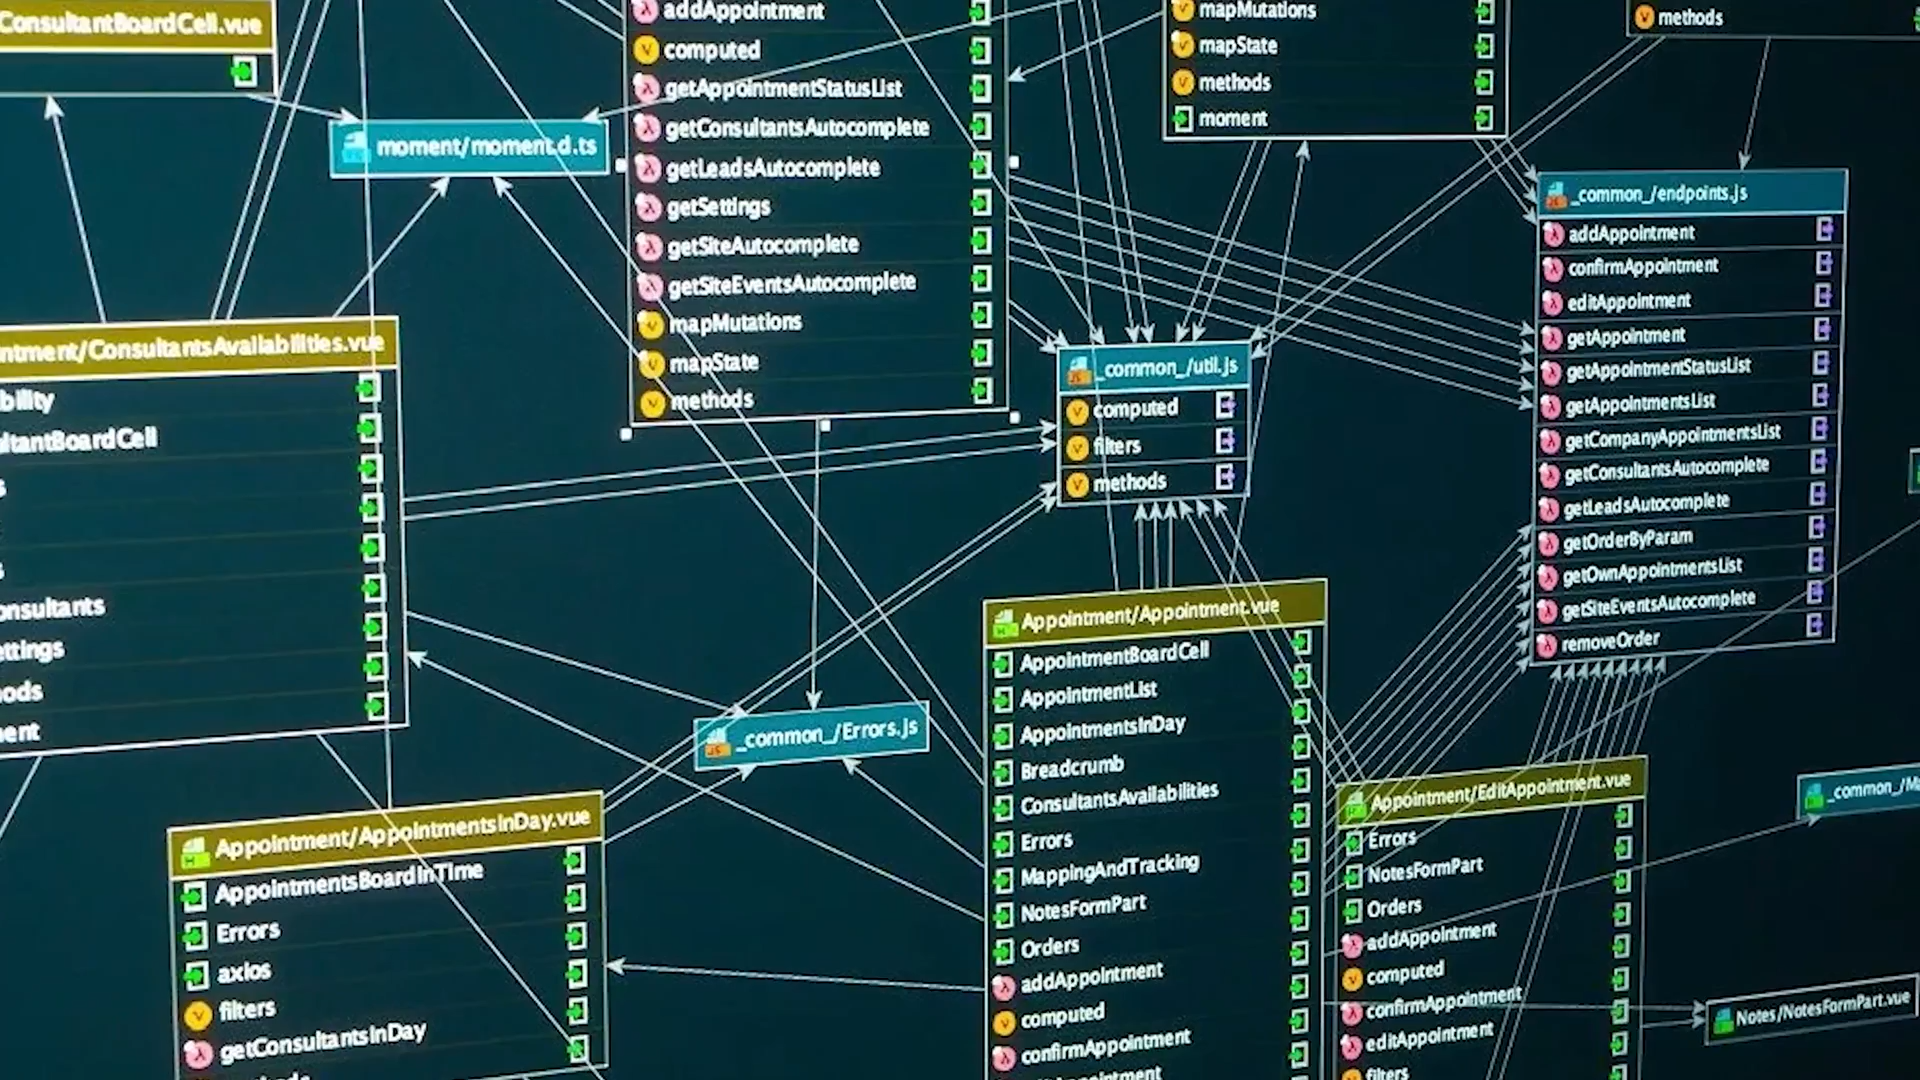 ConsultantBoardCell.vue
moment/moment.d.ts
addAppointment
computed
getAppointmentStatusList
getConsultantsAutocomplete
getLeadsAutocomplete
getSettings
getSiteAutocomplete
getSiteEventsAutocomplete
mapMutations
mapState
methods
mapMutations
mapState
methods
moment
methods
_common_/endpoints.js
addAppointment
confirmAppointment
editAppointment
getAppointment
getAppointmentStatusList
getAppointmentsList
getCompanyAppointmentsList
getConsultantsAutocomplete
getLeadsAutocomplete
getOrderByParam
getOwnAppointmentsList
getSiteEventsAutocomplete
removeOrder
_common_/util.js
computed
filters
methods
ntment/ConsultantsAvailabilities.vue
bility
ultantBoardCell
s
s
onsultants
ettings
hods
ent
_common_/Errors.js
Appointment/AppointmentsInDay.vue
AppointmentsBoardInTime
Errors
axios
filters
getConsultantsInDay
Appointment/Appointment.vue
AppointmentBoardCell
AppointmentList
AppointmentsInDay
Breadcrumb
ConsultantsAvailabilities
Errors
MappingAndTracking
NotesFormPart
Orders
addAppointment
computed
confirmAppointment
Appointment/EditAppointment.vue
Errors
NotesFormPart
Orders
addAppointment
computed
confirmAppointment
editAppointment
filters
_common_/M
Notes/NotesFormPart.vue